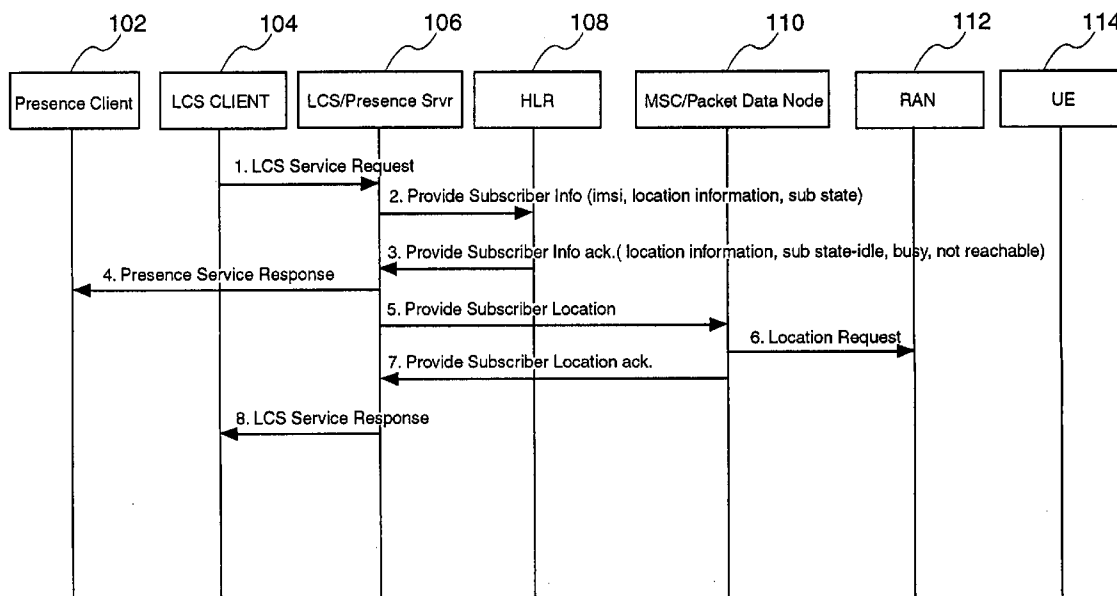 102
104
106
108
110
112
114
Presence Client
LCS CLIENT
LCS/Presence Srvr
HLR
MSC/Packet Data Node
RAN
UE
1. LCS Service Request
2. Provide Subscriber Info (imsi, location information, sub state)
3. Provide Subscriber Info ack.( location information, sub state-idle, busy, not reachable)
4. Presence Service Response
5. Provide Subscriber Location
6. Location Request
7. Provide Subscriber Location ack.
8. LCS Service Response